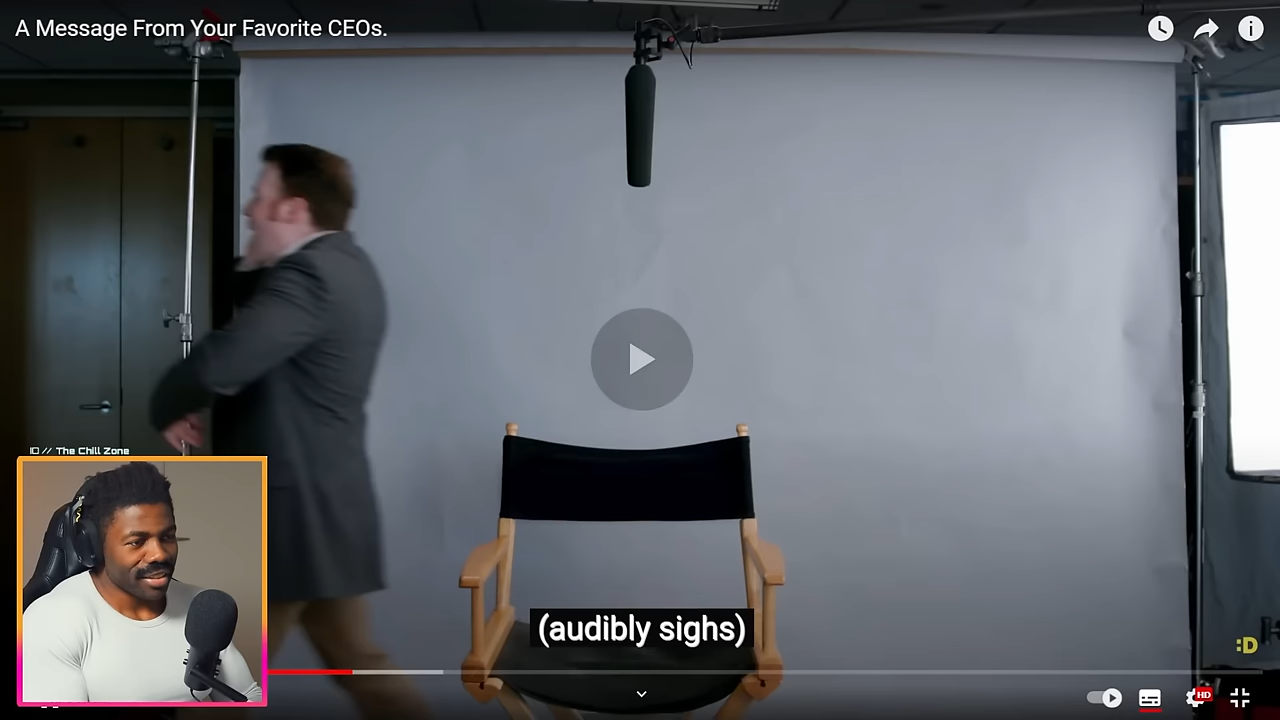 A Message From Your Favorite CEOs.
ID // The Chill Zone
(audibly sighs)
:D
HD